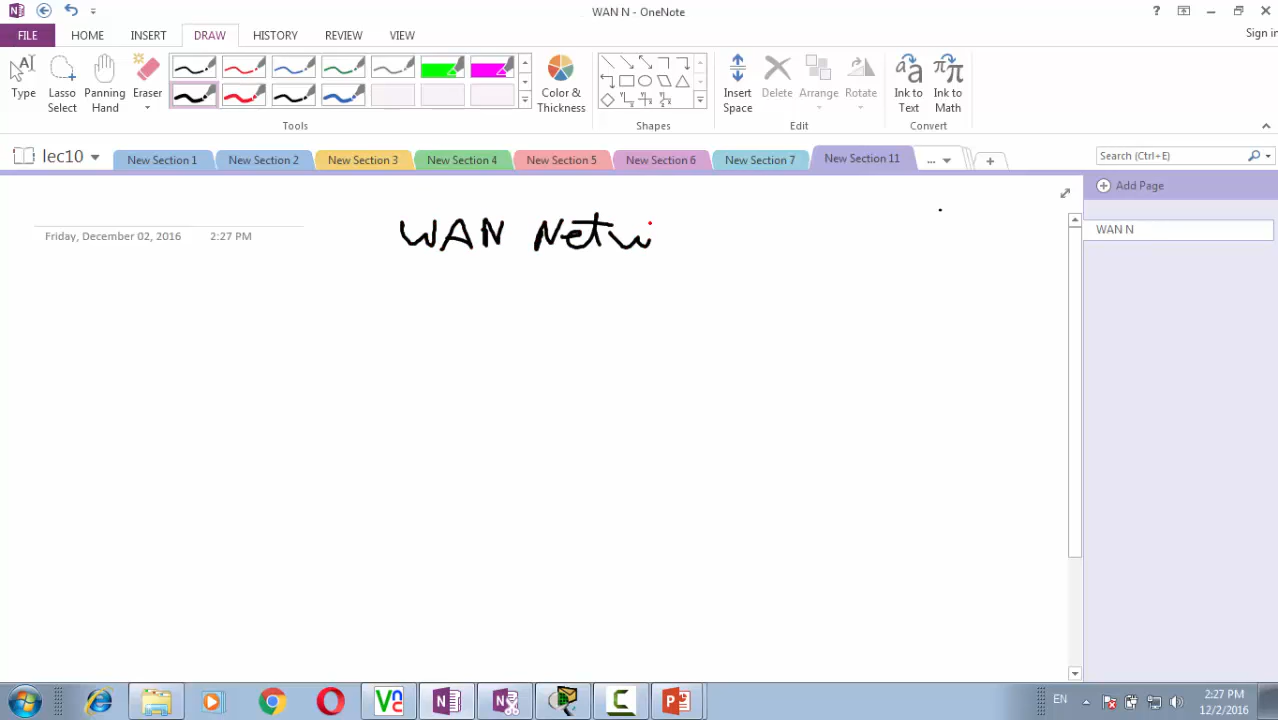 WAN N - OneNote
FILE HOME INSERT DRAW HISTORY REVIEW VIEW
Sign in
Type
Lasso Select
Panning Hand
Eraser
Color & Thickness
Insert Space
Delete
Arrange
Rotate
Ink to Text
Ink to Math
Tools
Shapes
Edit
Convert
lec10
New Section 1
New Section 2
New Section 3
New Section 4
New Section 5
New Section 6
New Section 7
New Section 11
...
Search (Ctrl+E)
Add Page
WAN N
WAN Netw
Friday, December 02, 2016 2:27 PM
EN
2:27 PM
12/2/2016